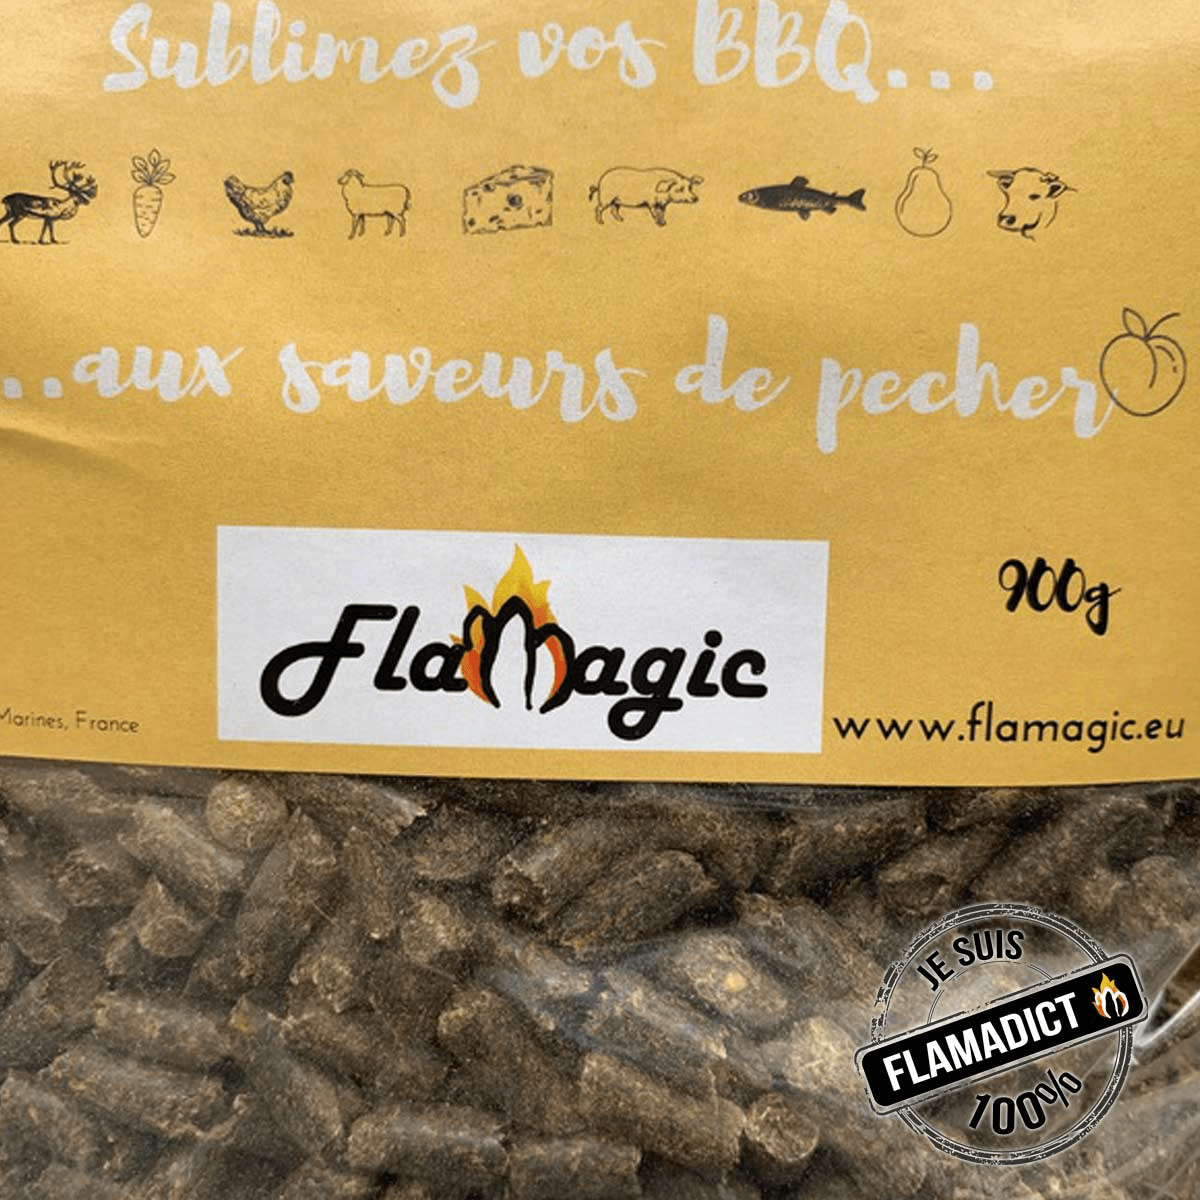 Sublimez vos BBQ...
...aux saveurs de pecher
900g
FlaMagic
Marines, France
www.flamagic.eu
JE SUIS
FLAMADICT
100%